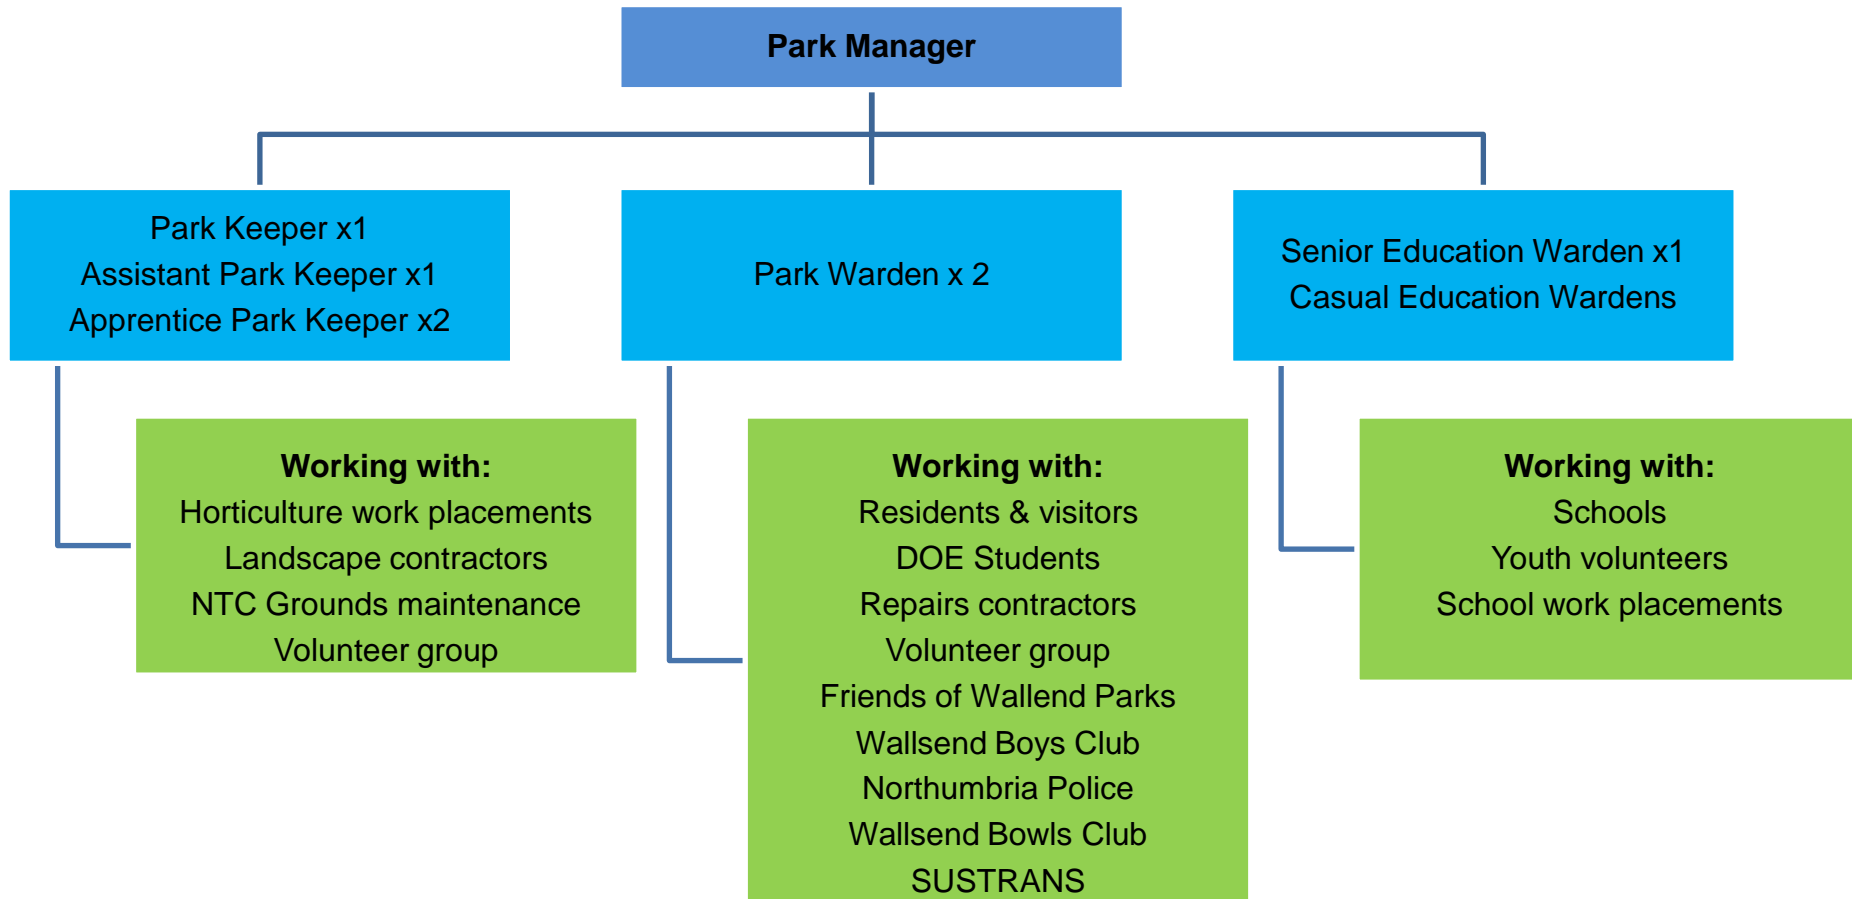 Park Manager
Park Keeper x1
Assistant Park Keeper x1
Apprentice Park Keeper x2
Park Warden x 2
Senior Education Warden x1
Casual Education Wardens
Working with:
Horticulture work placements
Landscape contractors
NTC Grounds maintenance
Volunteer group
Working with:
Residents & visitors
DOE Students
Repairs contractors
Volunteer group
Friends of Wallend Parks
Wallsend Boys Club
Northumbria Police
Wallsend Bowls Club
SUSTRANS
Working with:
Schools
Youth volunteers
School work placements